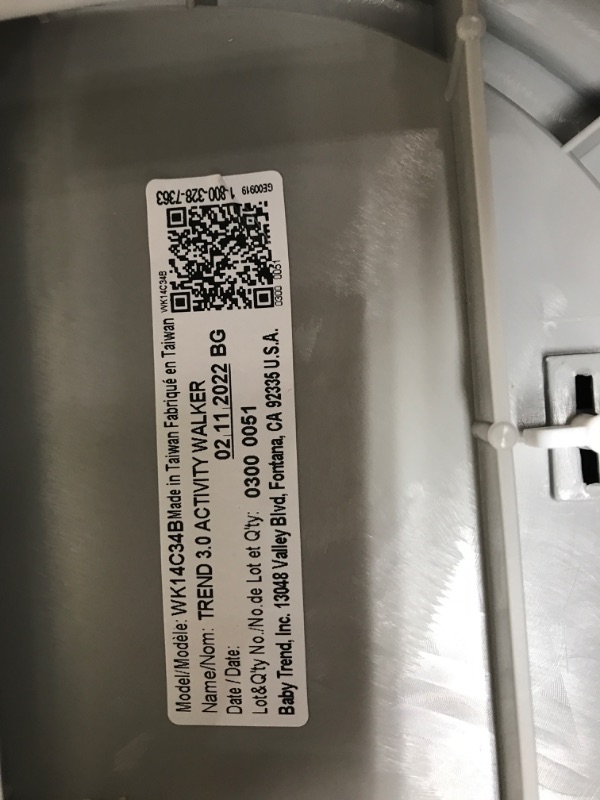 Model/Modèle: WK14C34B Made in Taiwan Fabriqué en Taiwan
Name/Nom: TREND 3.0 ACTIVITY WALKER
Date / Date: 02.11.2022 BG
Lot&Q'ty No./No.de Lot et Q'ty: 0300 0051
Baby Trend, Inc. 13048 Valley Blvd, Fontana, CA 92335 U.S.A.
WK14C34B
0300 0051
1-800-328-7363
GE00919